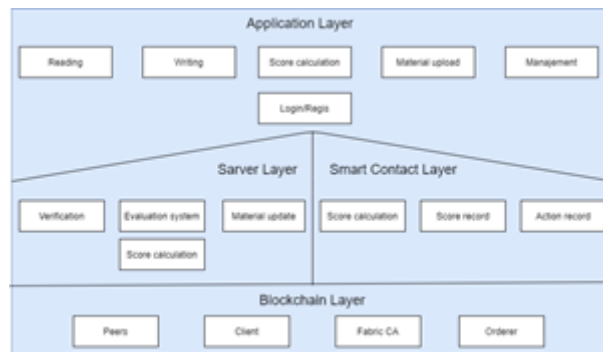 Application Layer
Reading
Writing
Score calculation
Material upload
Manajement
Login/Regis
Sarver Layer
Smart Contact Layer
Verification
Evaluation system
Material update
Score calculation
Score record
Action record
Score calculation
Blockchain Layer
Peers
Client
Fabric CA
Orderer